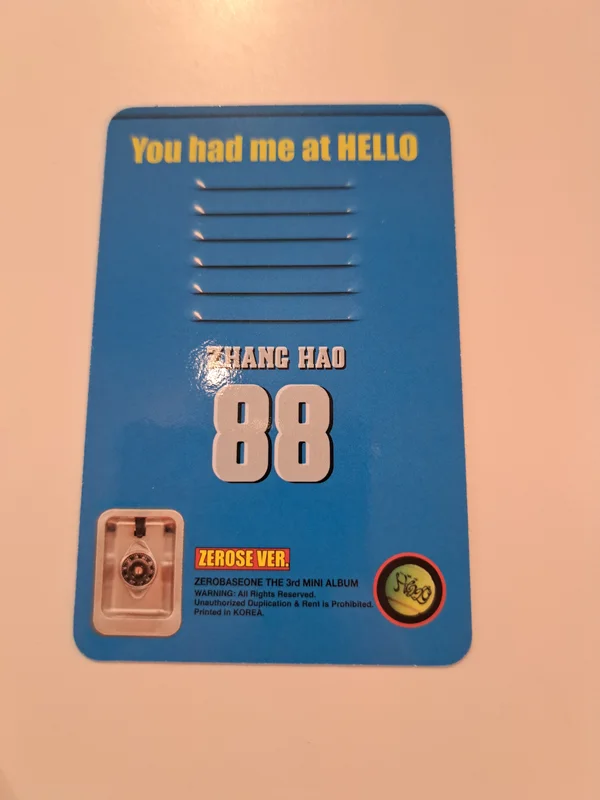 You had me at HELLO
ZHANG HAO
88
ZEROSE VER.
ZEROBASEONE THE 3rd MINI ALBUM
WARNING: All Rights Reserved.
Unauthorized Duplication & Rent is Prohibited.
Printed in KOREA.